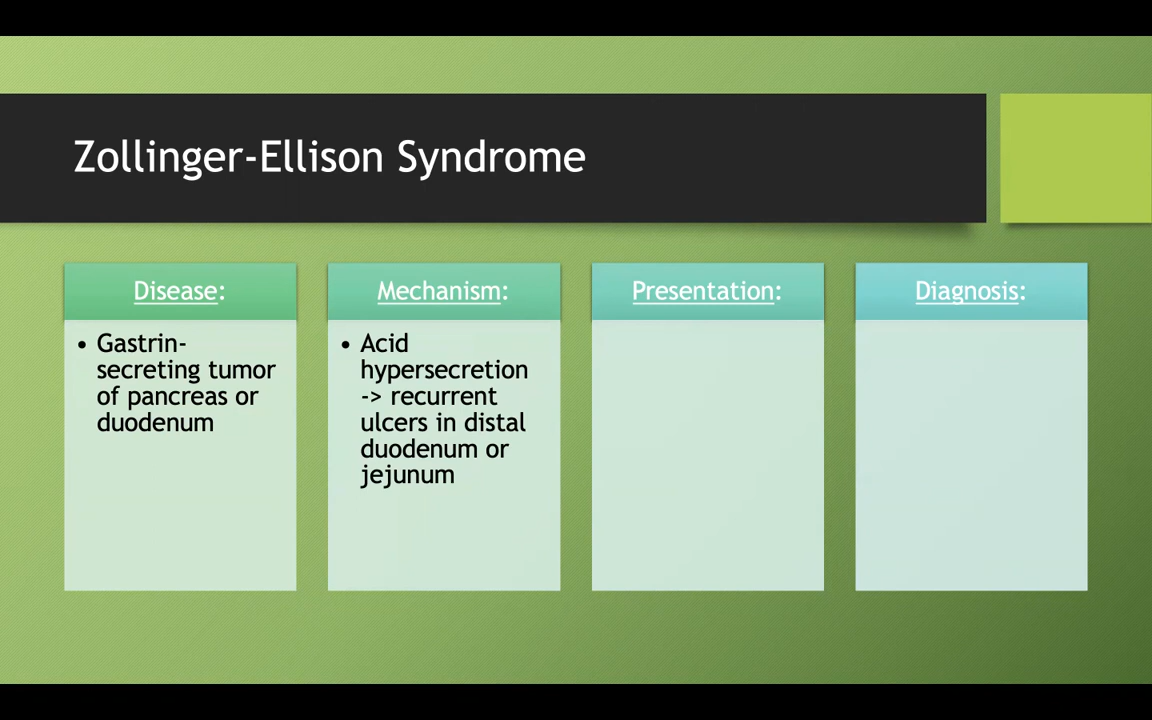 Zollinger-Ellison Syndrome
Disease:
• Gastrin-
secreting tumor
of pancreas or
duodenum
Mechanism:
• Acid
hypersecretion
-> recurrent
ulcers in distal
duodenum or
jejunum
Presentation:
Diagnosis: